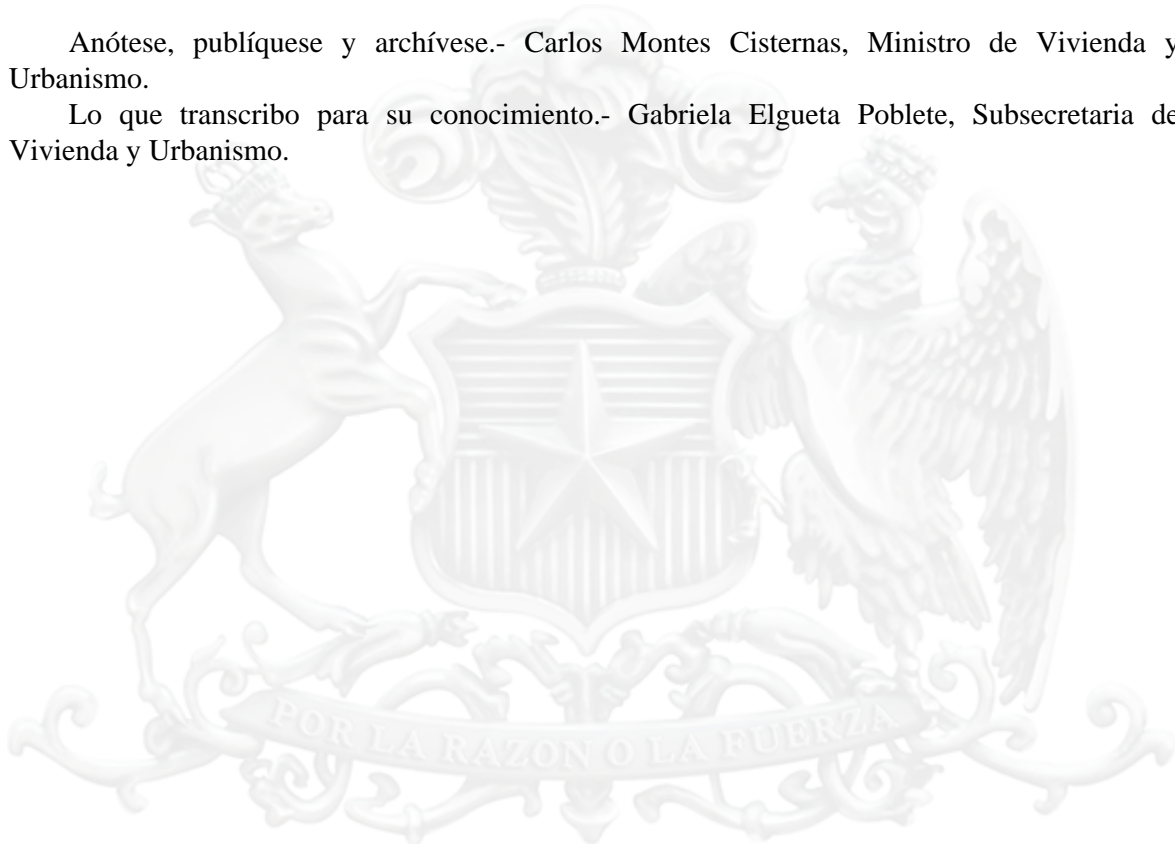 Anótese, publíquese y archívese.- Carlos Montes Cisternas, Ministro de Vivienda y
Urbanismo.
Lo que transcribo para su conocimiento.- Gabriela Elgueta Poblete, Subsecretaria de
Vivienda y Urbanismo.
POR LA RAZON O LA FUERZA